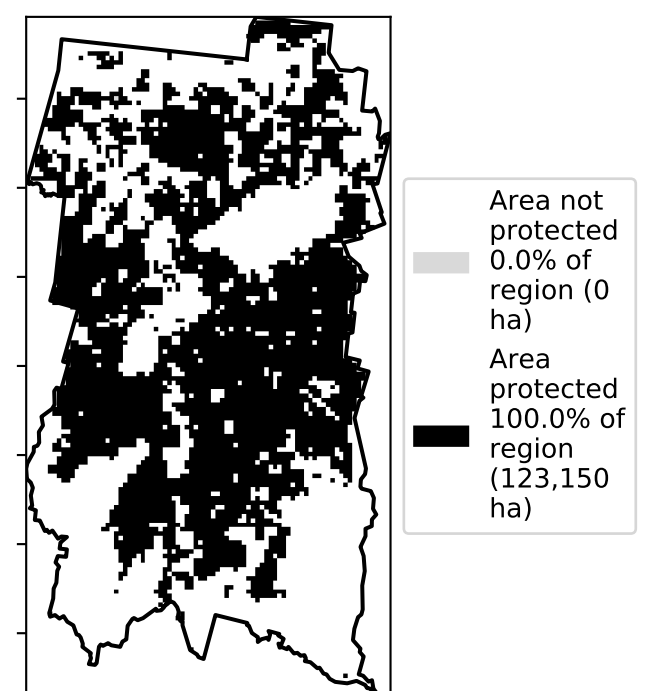 Area not
protected
0.0% of
region (0
ha)
Area
protected
100.0% of
region
(123,150
ha)